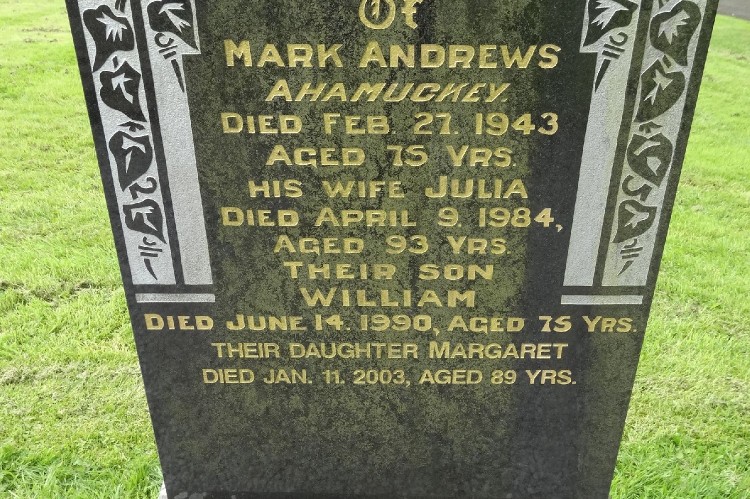 Of
Mark Andrews
Ahamuckey.
Died Feb. 27. 1943
Aged 75 Yrs.
his wife Julia
Died April 9. 1984,
Aged 93 Yrs.
Their son
William
Died June 14. 1990, Aged 75 Yrs.
their daughter Margaret
Died Jan. 11. 2003, Aged 89 Yrs.